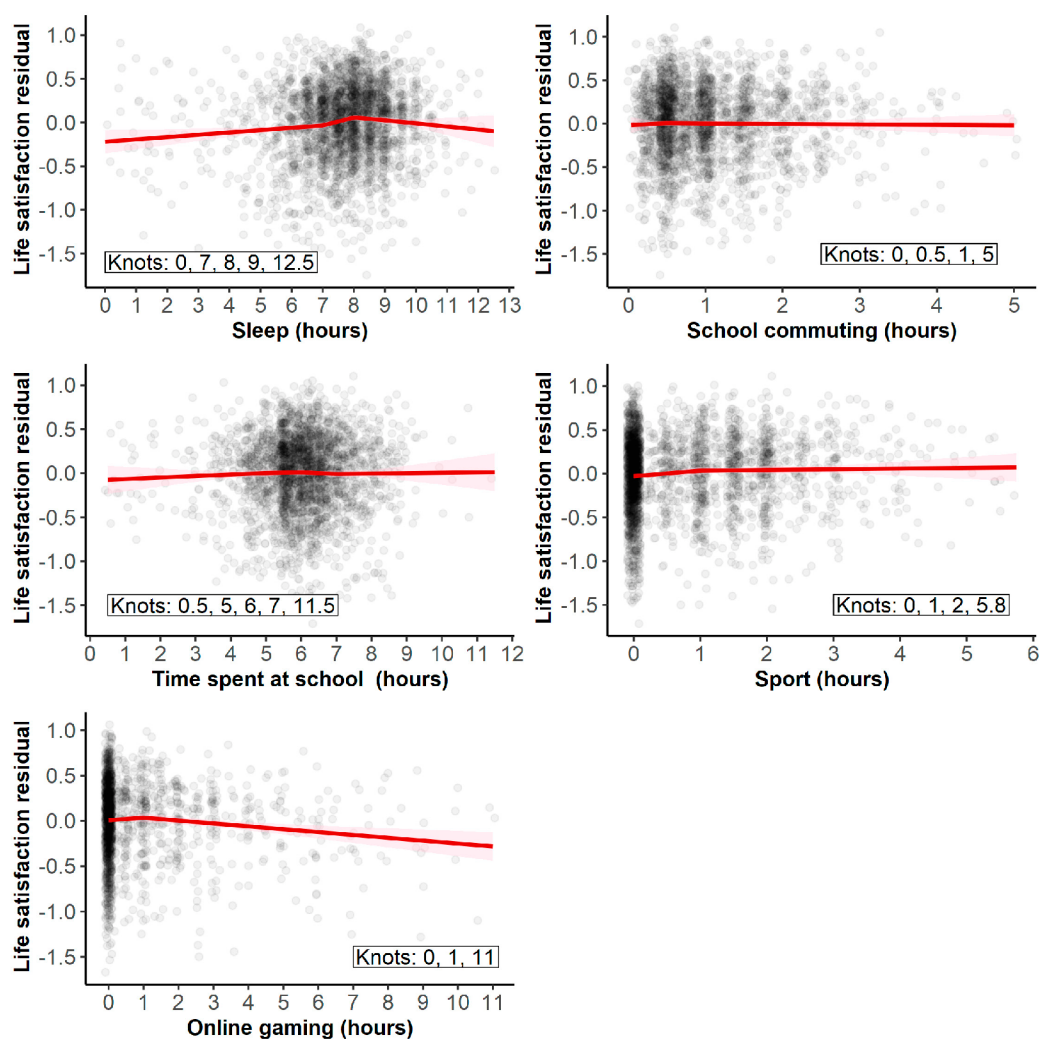 Life satisfaction residual
1.0
0.5
0.0
-0.5
-1.0
-1.5
Knots: 0, 7, 8, 9, 12.5
0 1 2 3 4 5 6 7 8 9 10 11 12 13
Sleep (hours)
Life satisfaction residual
1.0
0.5
0.0
-0.5
-1.0
-1.5
Knots: 0, 0.5, 1, 5
0 1 2 3 4 5
School commuting (hours)
Life satisfaction residual
1.0
0.5
0.0
-0.5
-1.0
-1.5
Knots: 0.5, 5, 6, 7, 11.5
0 1 2 3 4 5 6 7 8 9 10 11 12
Time spent at school (hours)
Life satisfaction residual
1.0
0.5
0.0
-0.5
-1.0
-1.5
Knots: 0, 1, 2, 5.8
0 1 2 3 4 5 6
Sport (hours)
Life satisfaction residual
1.0
0.5
0.0
-0.5
-1.0
-1.5
Knots: 0, 1, 11
0 1 2 3 4 5 6 7 8 9 10 11
Online gaming (hours)